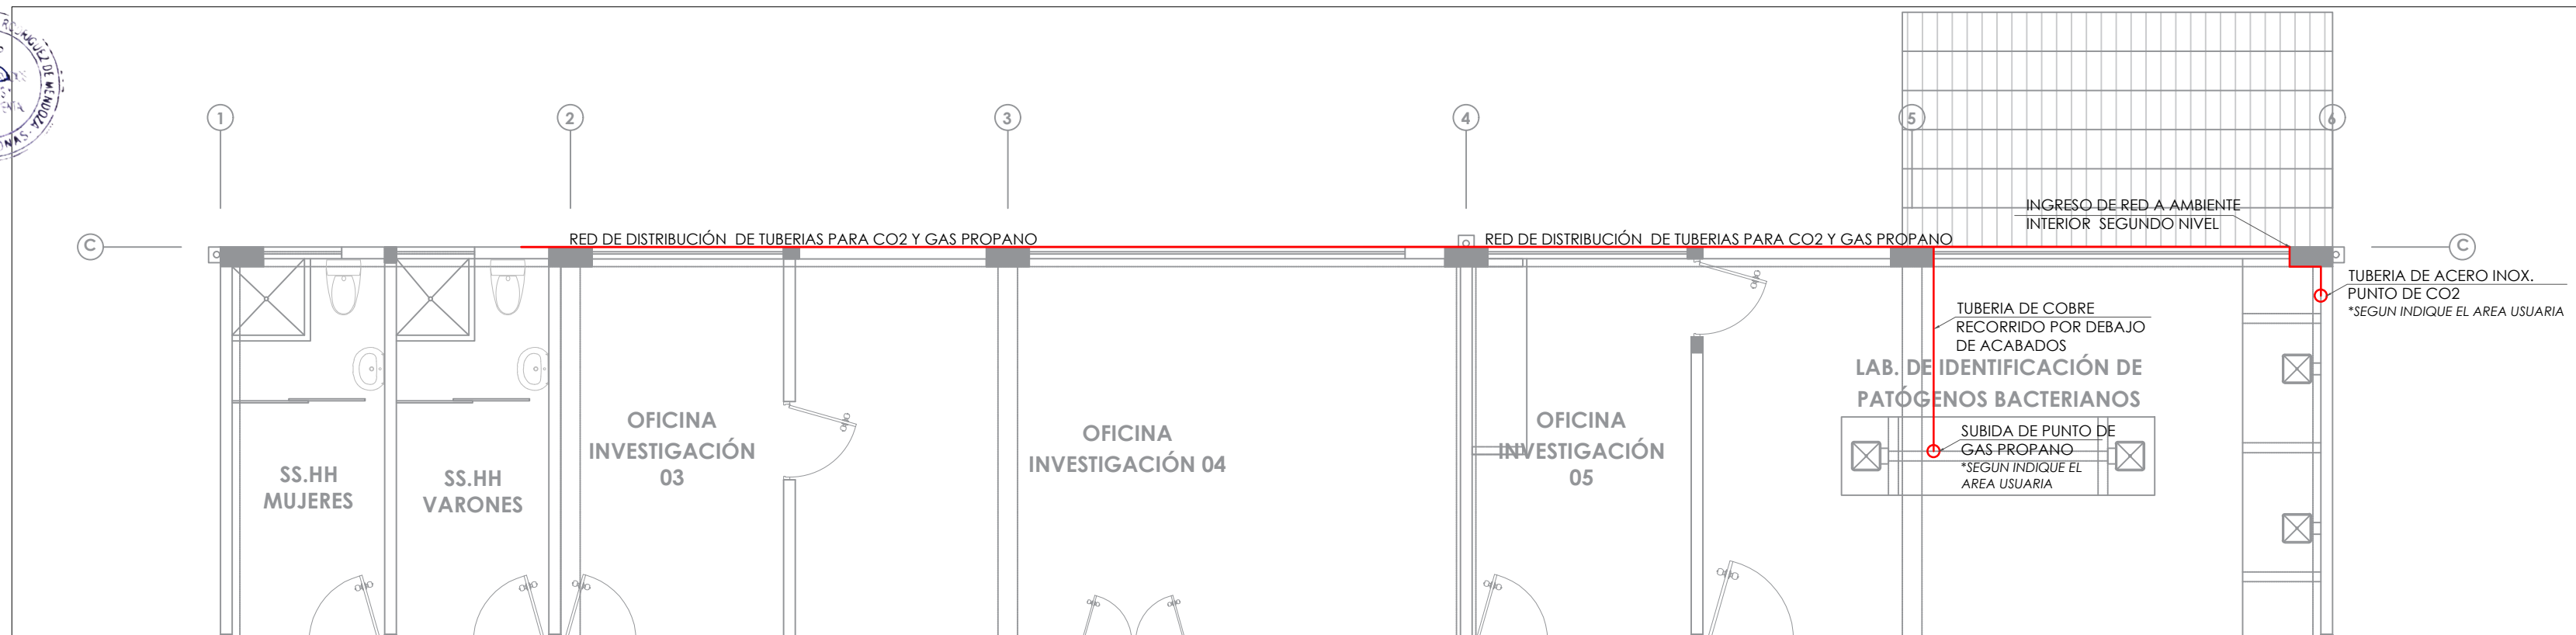 RODRIGUEZ DE MENDOZA
1
2
3
4
5
6
INGRESO DE RED A AMBIENTE
INTERIOR SEGUNDO NIVEL
C
RED DE DISTRIBUCIÓN DE TUBERIAS PARA CO2 Y GAS PROPANO
RED DE DISTRIBUCIÓN DE TUBERIAS PARA CO2 Y GAS PROPANO
C
TUBERIA DE ACERO INOX.
PUNTO DE CO2
*SEGUN INDIQUE EL AREA USUARIA
TUBERIA DE COBRE
RECORRIDO POR DEBAJO
DE ACABADOS
LAB. DE IDENTIFICACIÓN DE
PATÓGENOS BACTERIANOS
SUBIDA DE PUNTO DE
GAS PROPANO
*SEGUN INDIQUE EL
AREA USUARIA
SS.HH
MUJERES
SS.HH
VARONES
OFICINA
INVESTIGACIÓN
03
OFICINA
INVESTIGACIÓN 04
OFICINA
INVESTIGACIÓN
05